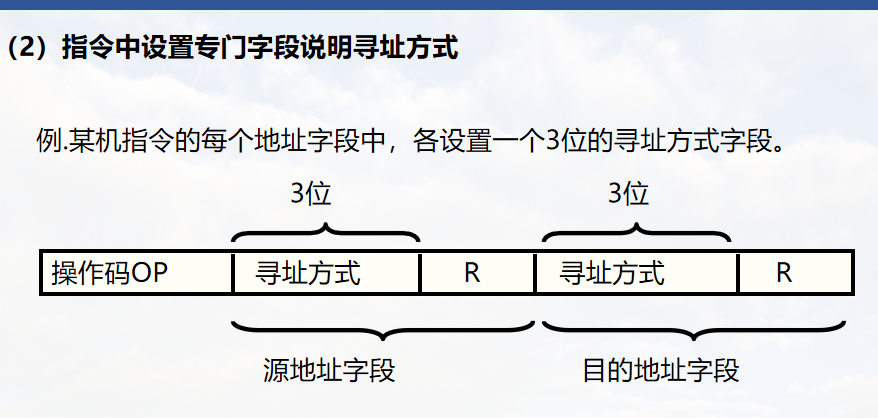 （2）指令中设置专门字段说明寻址方式
例.某机指令的每个地址字段中，各设置一个3位的寻址方式字段。
3位 3位
操作码OP 寻址方式 R 寻址方式 R
源地址字段 目的地址字段